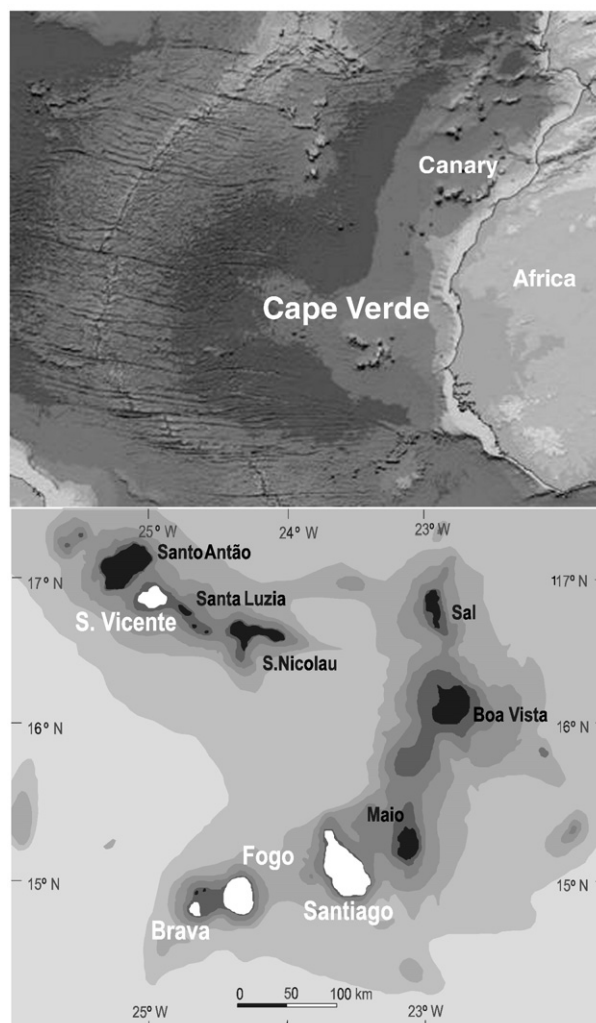 Canary
Africa
Cape Verde
25° W
24° W
23° W
Santo Antão
17° N
117° N
Santa Luzia
S. Vicente
Sal
S.Nicolau
Boa Vista
16° N
16° N
Maio
Fogo
15° N
15° N
Santiago
Brava
0 50 100 km
25° W
23° W